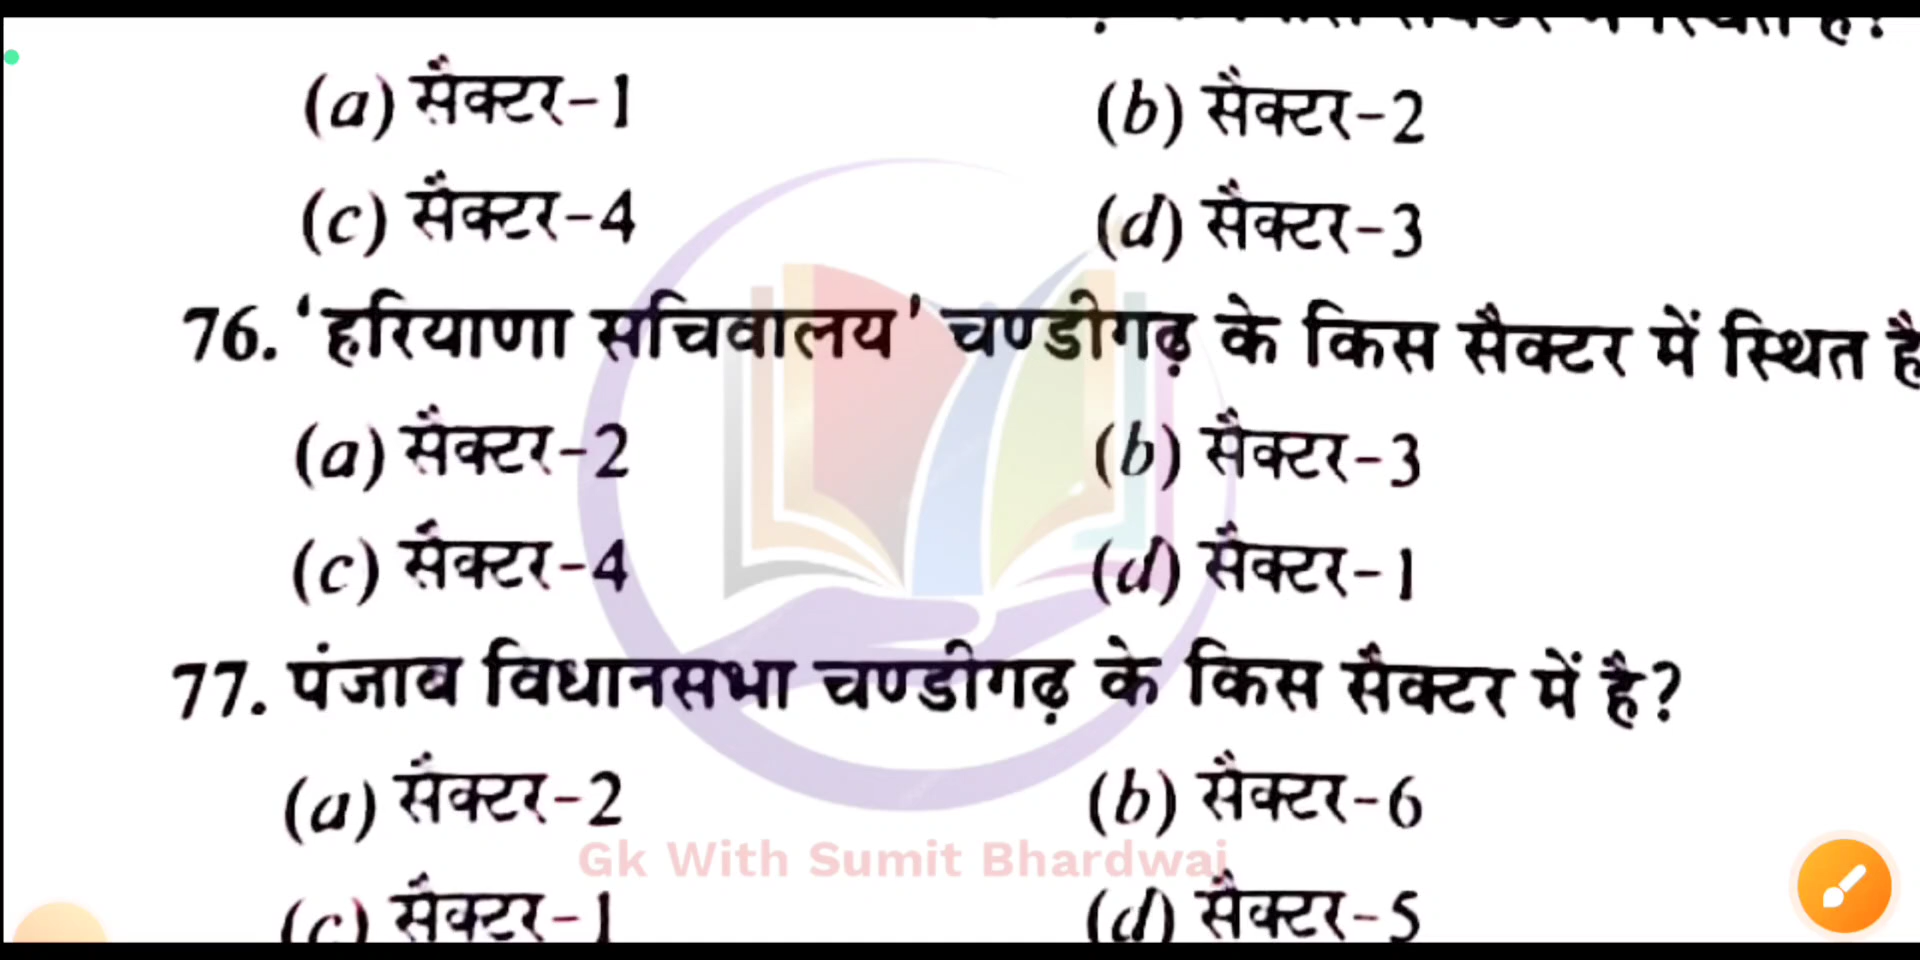 (a) सैक्टर-1 (b) सैक्टर-2
(c) सैक्टर-4 (d) सैक्टर-3
76. ‘हरियाणा सचिवालय’ चण्डीगढ़ के किस सैक्टर में स्थित है
(a) सैक्टर-2 (b) सैक्टर-3
(c) सैक्टर-4 (d) सैक्टर-1
77. पंजाब विधानसभा चण्डीगढ़ के किस सैक्टर में है?
(a) सैक्टर-2 (b) सैक्टर-6
Gk With Sumit Bhardwaj
(c) सैक्टर-1 (d) सैक्टर-5